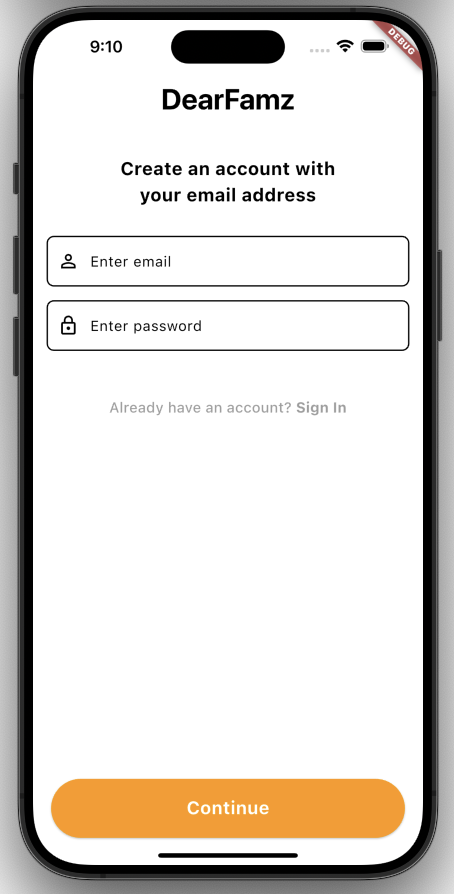 9:10
DEBUG
DearFamz
Create an account with
your email address
Enter email
Enter password
Already have an account? Sign In
Continue